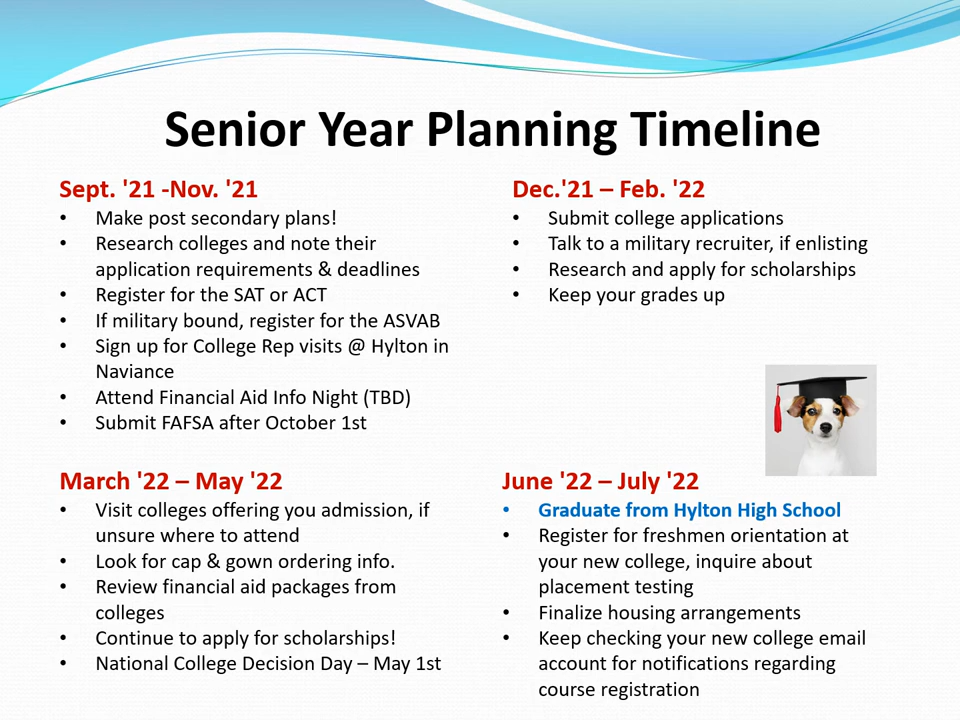 Senior Year Planning Timeline
Sept. '21 -Nov. '21
• Make post secondary plans!
• Research colleges and note their
application requirements & deadlines
• Register for the SAT or ACT
• If military bound, register for the ASVAB
• Sign up for College Rep visits @ Hylton in
Naviance
• Attend Financial Aid Info Night (TBD)
• Submit FAFSA after October 1st
Dec.'21 – Feb. '22
• Submit college applications
• Talk to a military recruiter, if enlisting
• Research and apply for scholarships
• Keep your grades up
March '22 – May '22
• Visit colleges offering you admission, if
unsure where to attend
• Look for cap & gown ordering info.
• Review financial aid packages from
colleges
• Continue to apply for scholarships!
• National College Decision Day – May 1st
June '22 – July '22
• Graduate from Hylton High School
• Register for freshmen orientation at
your new college, inquire about
placement testing
• Finalize housing arrangements
• Keep checking your new college email
account for notifications regarding
course registration